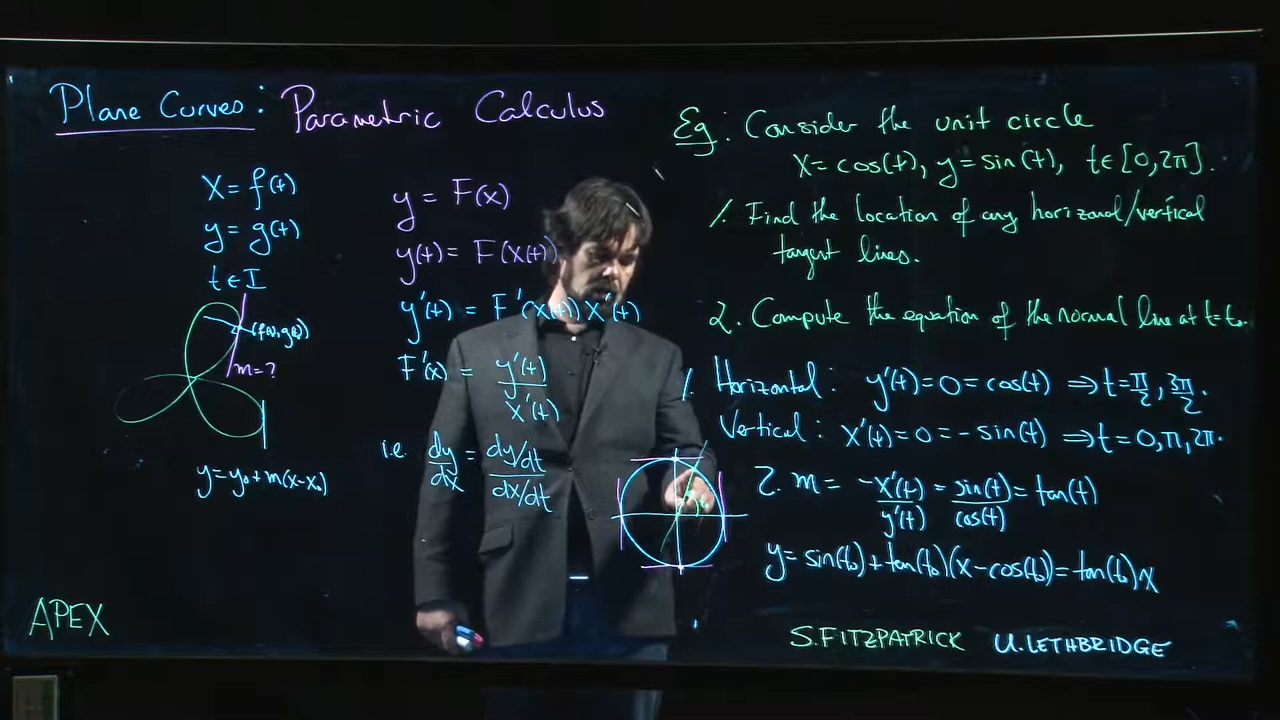 Plane Curves: Parametric Calculus
x = f(t)
y = g(t)
t ∈ I
(f(t), g(t))
m = ?
y = y₀ + m(x - x₀)
y = F(x)
y(t) = F(x(t))
y'(t) = F'(x(t)) x'(t)
F'(x) = y'(t) / x'(t)
i.e. dy/dx = (dy/dt) / (dx/dt)
Eg: Consider the unit circle
x = cos(t), y = sin(t), t ∈ [0, 2π].
1. Find the location of any horizonal/vertical
tangent lines.
2. Compute the equation of the normal line at t = t₀.
1. Horizontal: y'(t) = 0 = cos(t) ⇒ t = π/2, 3π/2.
Vertical: x'(t) = 0 = - sin(t) ⇒ t = 0, π, 2π.
2. m = -x'(t) / y'(t) = sin(t) / cos(t) = tan(t)
y = sin(t₀) + tan(t₀)(x - cos(t₀)) = tan(t₀)x
APEX
S. FITZPATRICK U. LETHBRIDGE